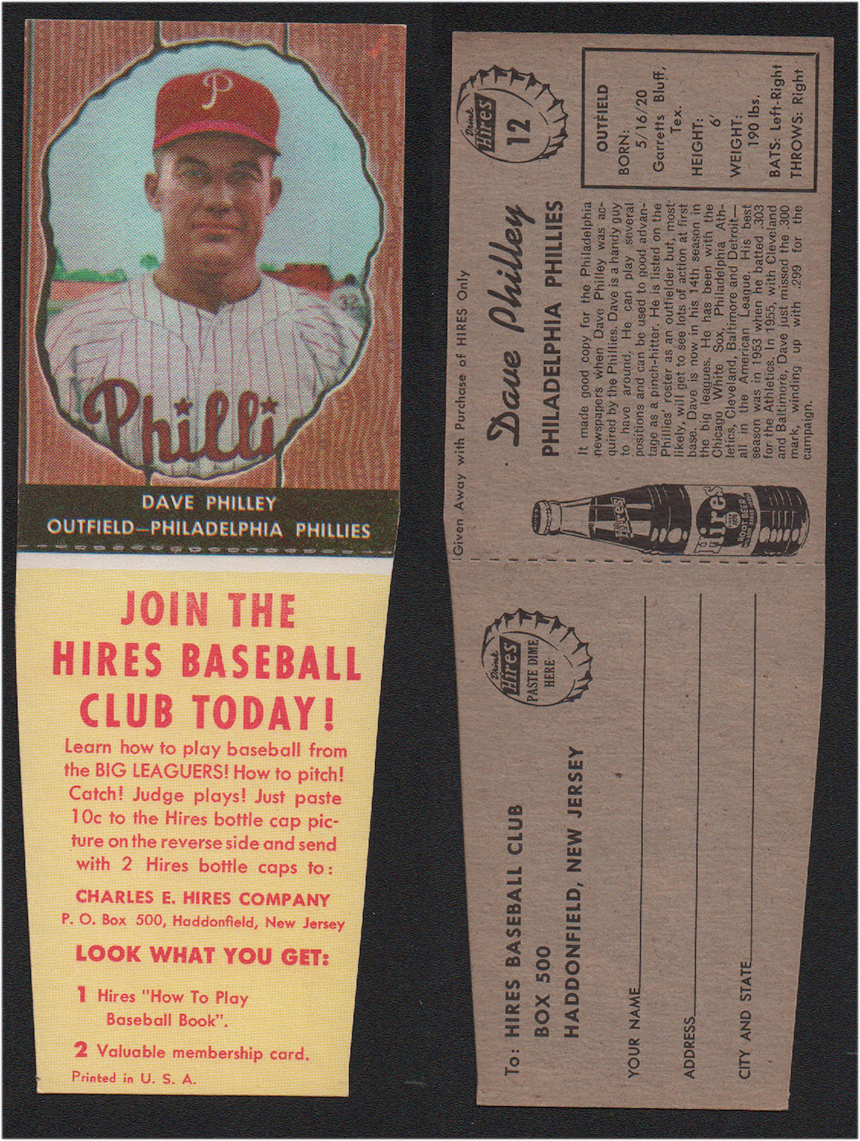 P
32
Philli
DAVE PHILLEY
OUTFIELD—PHILADELPHIA PHILLIES
JOIN THE
HIRES BASEBALL
CLUB TODAY!
Learn how to play baseball from
the BIG LEAGUERS! How to pitch!
Catch! Judge plays! Just paste
10c to the Hires bottle cap pic-
ture on the reverse side and send
with 2 Hires bottle caps to:
CHARLES E. HIRES COMPANY
P. O. Box 500, Haddonfield, New Jersey
LOOK WHAT YOU GET:
1 Hires "How To Play
Baseball Book".
2 Valuable membership card.
Printed in U. S. A.
Given Away with Purchase of HIRES Only
Drink
Hires
12
Dave Philley
PHILADELPHIA PHILLIES
OUTFIELD
BORN:
5/16/20
Garretts Bluff,
Tex.
HEIGHT:
6'
WEIGHT:
190 lbs.
BATS: Left-Right
THROWS: Right
It made good copy for the Philadelphia
newspapers when Dave Philley was ac-
quired by the Phillies. Dave is a handy guy
to have around. He can play several
positions and can be used to good advan-
tage as a pinch-hitter. He is listed on the
Phillies' roster as an outfielder but, most
likely, will get to see lots of action at first
base. Dave is now in his 14th season in
the big leagues. He has been with the
Chicago White Sox, Philadelphia Ath-
letics, Cleveland, Baltimore and Detroit—
all in the American League. His best
season was in 1953 when he batted .303
for the Athletics. In 1955, with Cleveland
and Baltimore, Dave just missed the .300
mark, winding up with .299 for the
campaign.
Hires
Hires
ROOT BEER
Drink
Hires
PASTE DIME
HERE
To: HIRES BASEBALL CLUB
BOX 500
HADDONFIELD, NEW JERSEY
YOUR NAME
ADDRESS
CITY AND STATE